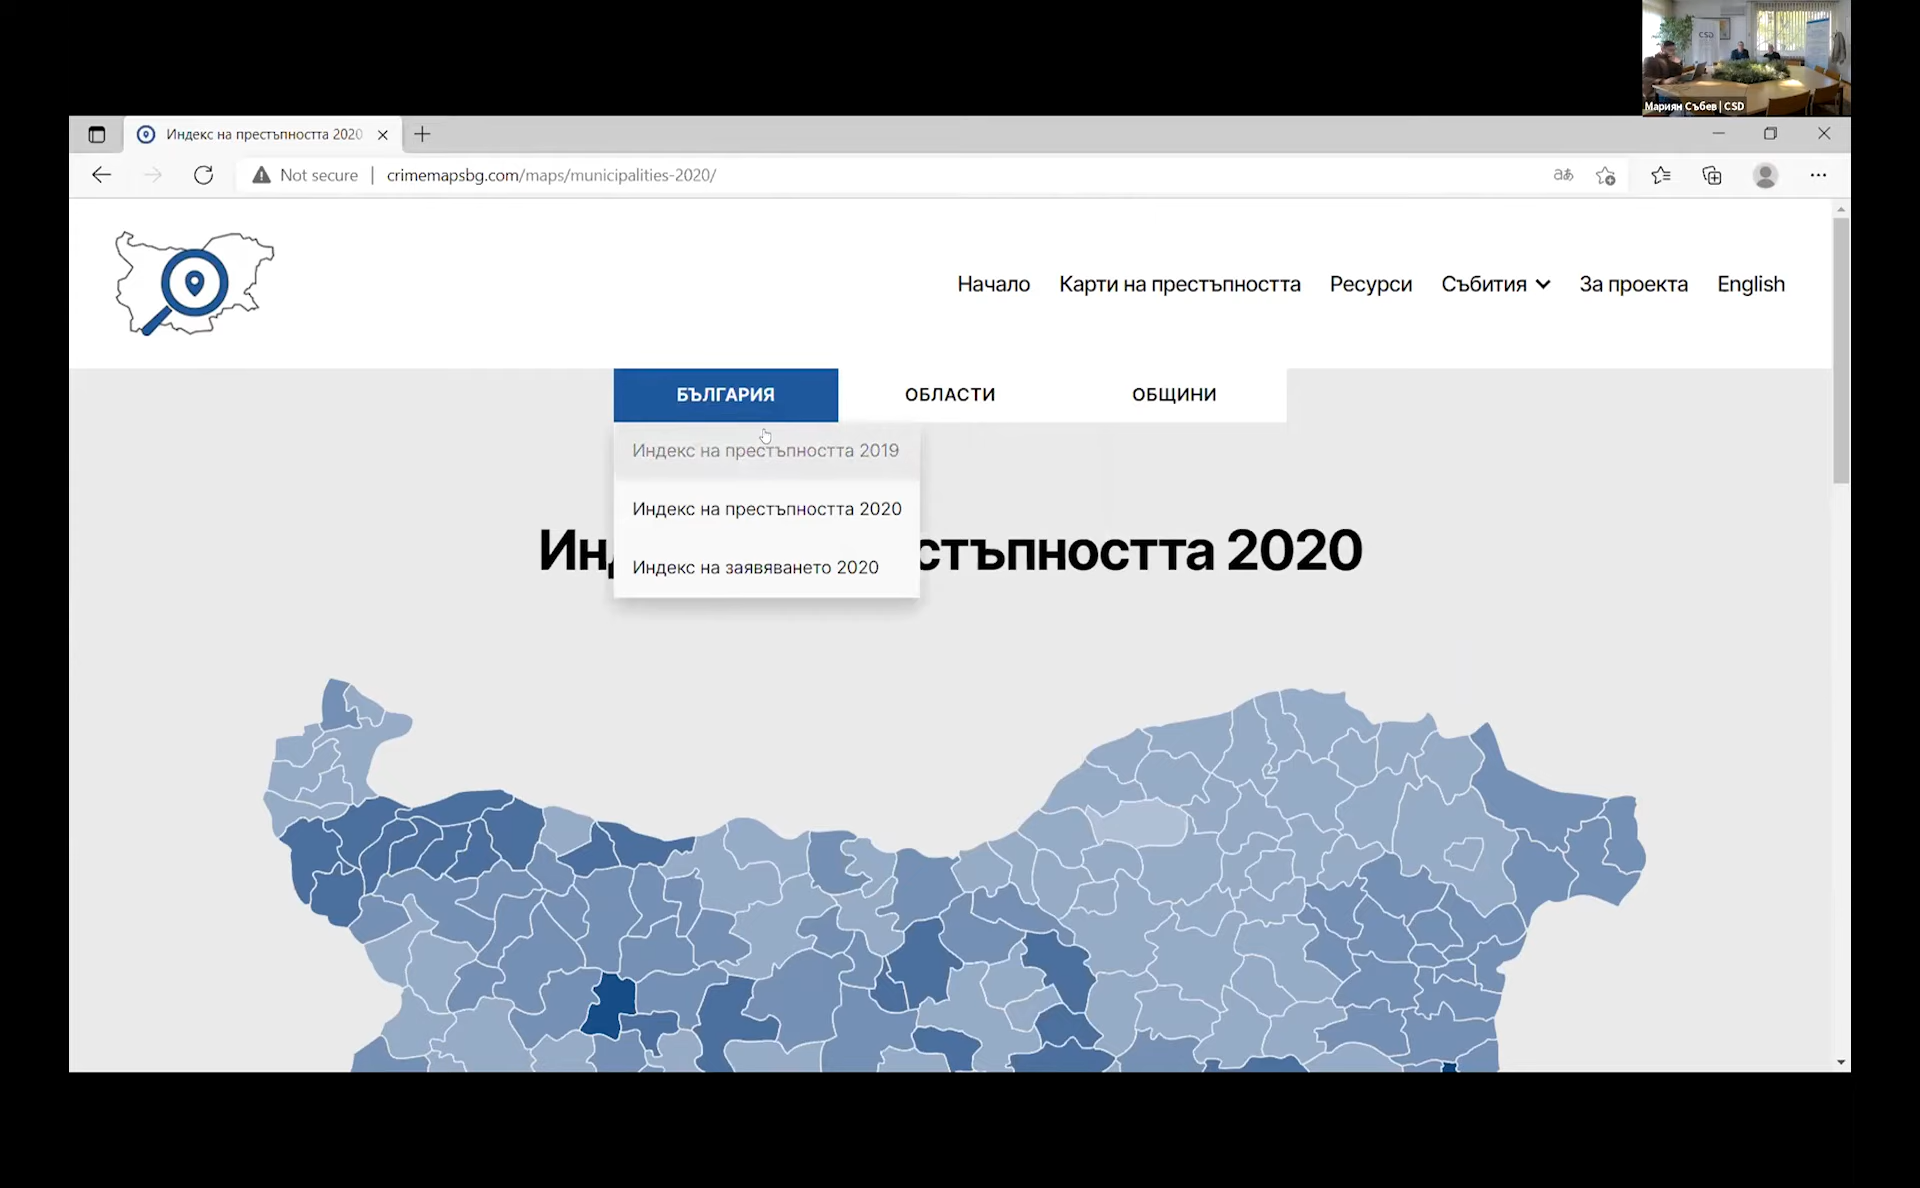 CSD
Мариян Събев | CSD
Индекс на престъпността 2020
Not secure | crimemapsbg.com/maps/municipalities-2020/
Начало Карти на престъпността Ресурси Събития За проекта English
БЪЛГАРИЯ ОБЛАСТИ ОБЩИНИ
Индекс на престъпността 2019
Индекс на престъпността 2020
Ин стъпността 2020
Индекс на заявяването 2020